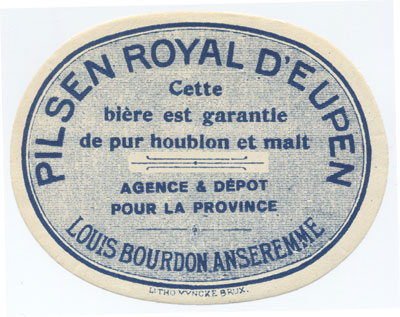 PILSEN ROYAL D'EUPEN
Cette
bière est garantie
de pur houblon et malt
AGENCE & DÉPOT
POUR LA PROVINCE
LOUIS BOURDON, ANSEREMME
LITHO VYNCKE BRUX.